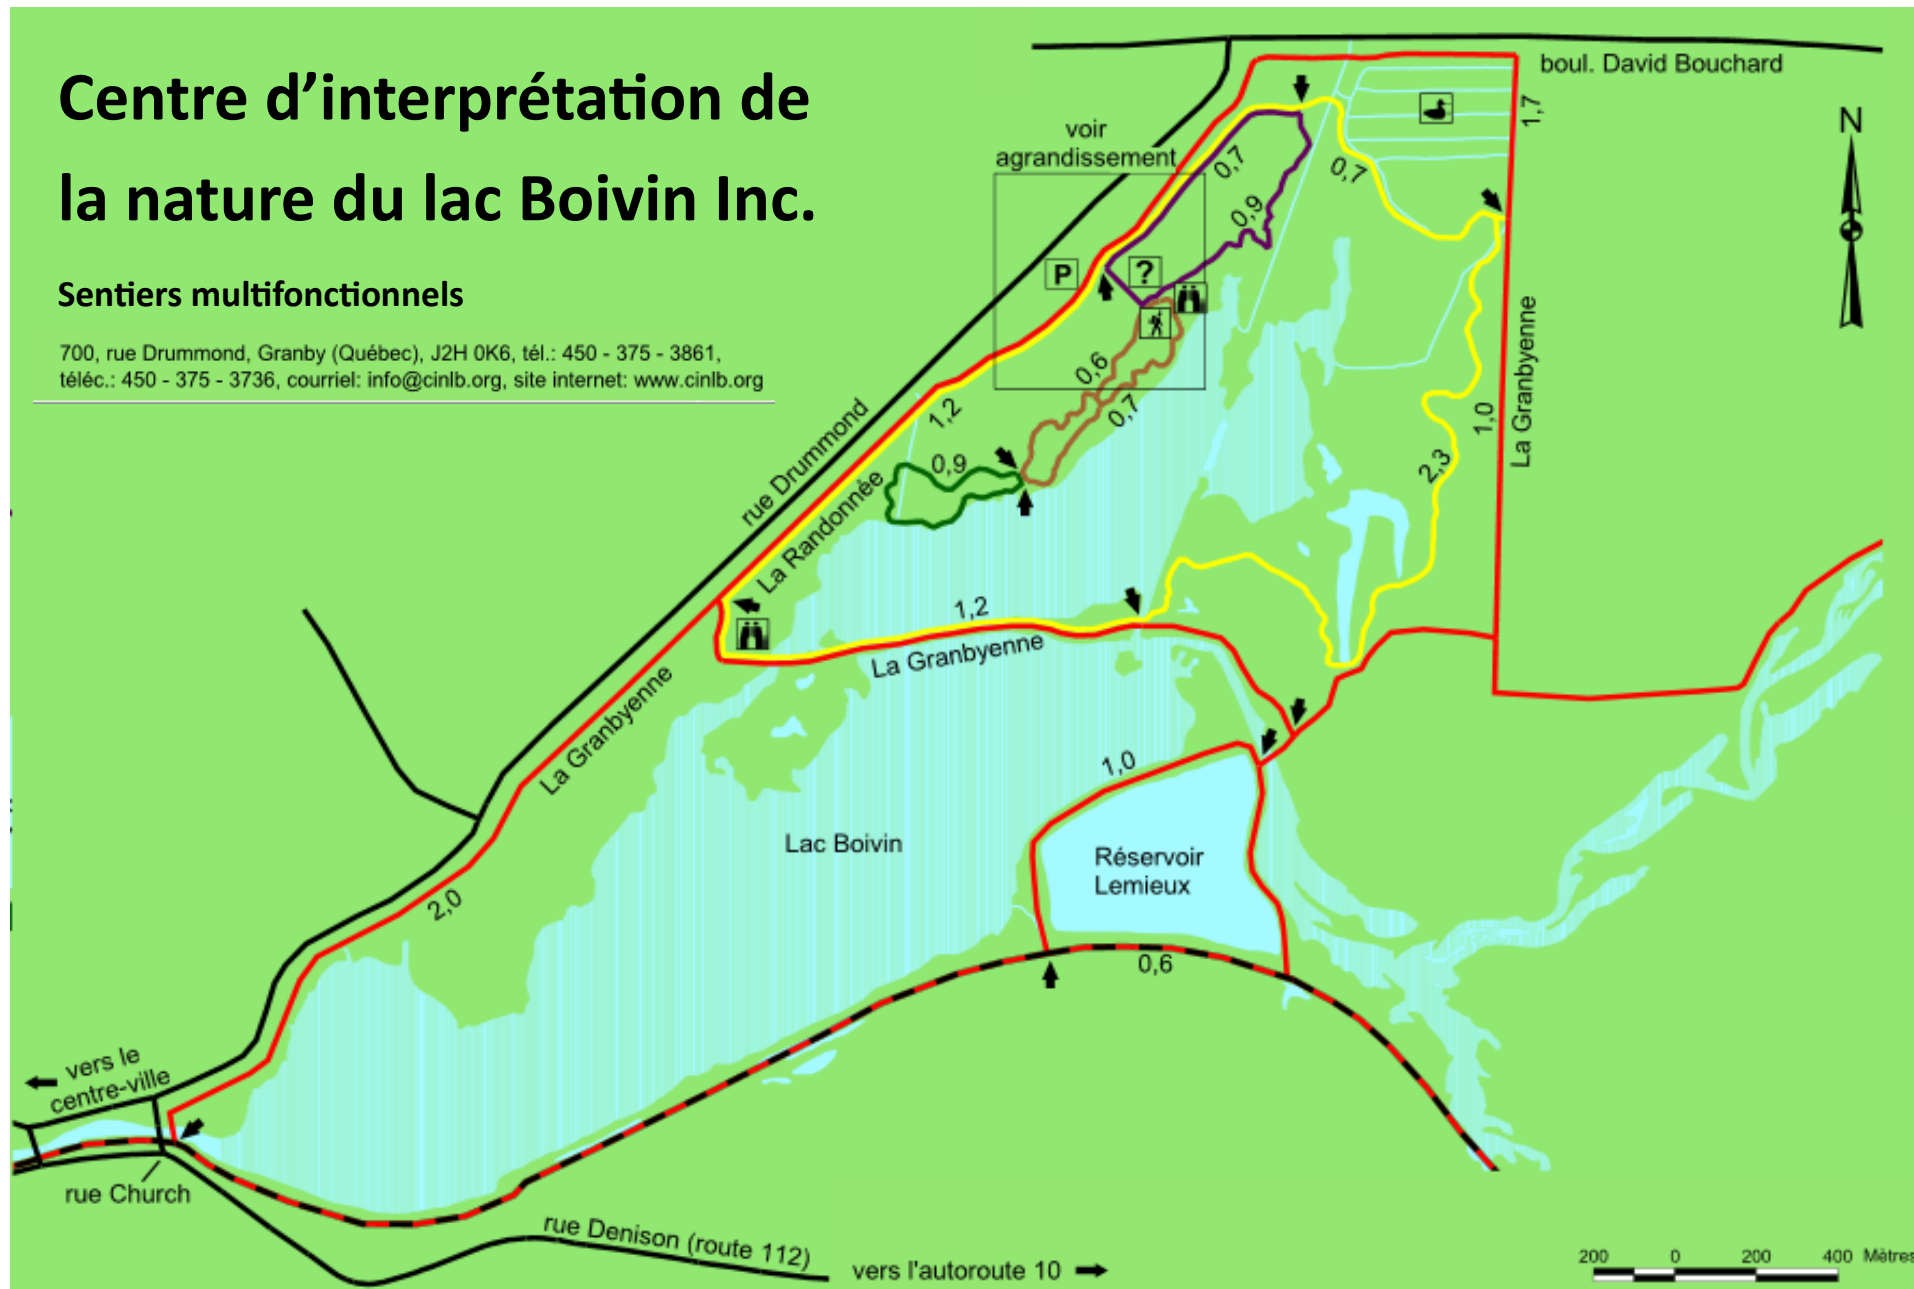 Centre d’interprétation de
la nature du lac Boivin Inc.
Sentiers multifonctionnels
700, rue Drummond, Granby (Québec), J2H 0K6, tél.: 450 - 375 - 3861,
téléc.: 450 - 375 - 3736, courriel: info@cinlb.org, site internet: www.cinlb.org
boul. David Bouchard
1,7
N
voir
agrandissement
0,7
0,7
0,9
P
?
La Granbyenne
1,0
2,3
0,6
0,7
1,2
rue Drummond
La Randonnée
0,9
1,2
La Granbyenne
La Granbyenne
1,0
Lac Boivin
Réservoir
Lemieux
2,0
0,6
vers le
centre-ville
rue Church
rue Denison (route 112)
vers l'autoroute 10
200 0 200 400 Mètres